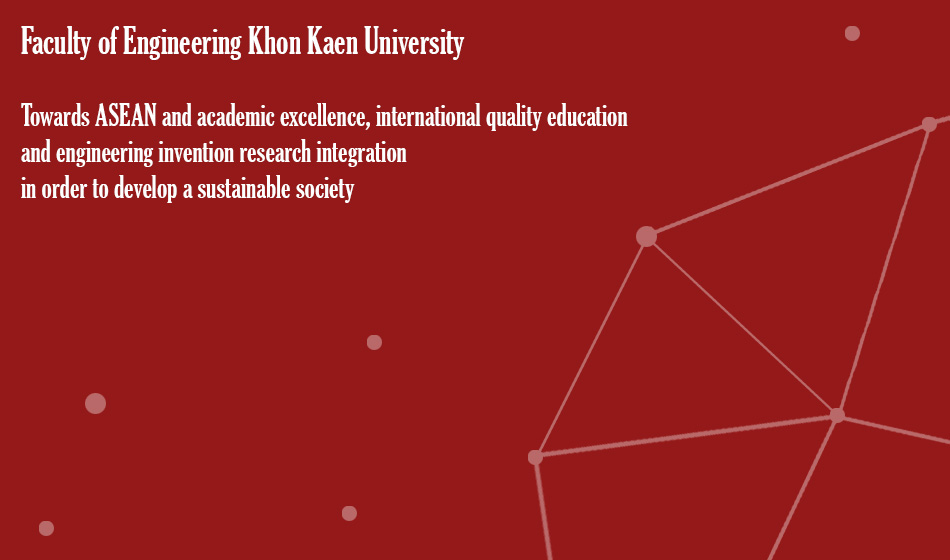 Faculty of Engineering Khon Kaen University
Towards ASEAN and academic excellence, international quality education
and engineering invention research integration
in order to develop a sustainable society